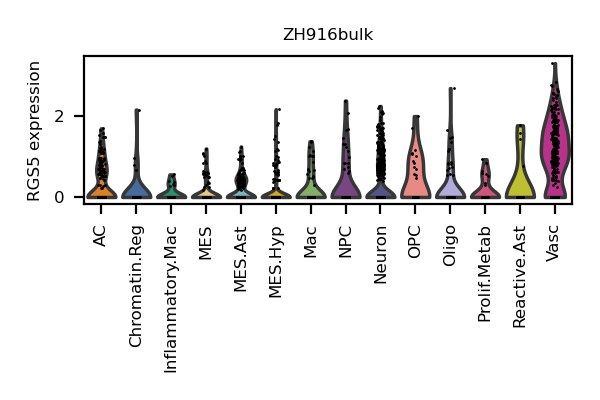 ZH916bulk
RGS5 expression
2
0
AC
Chromatin.Reg
Inflammatory.Mac
MES
MES.Ast
MES.Hyp
Mac
NPC
Neuron
OPC
Oligo
Prolif.Metab
Reactive.Ast
Vasc